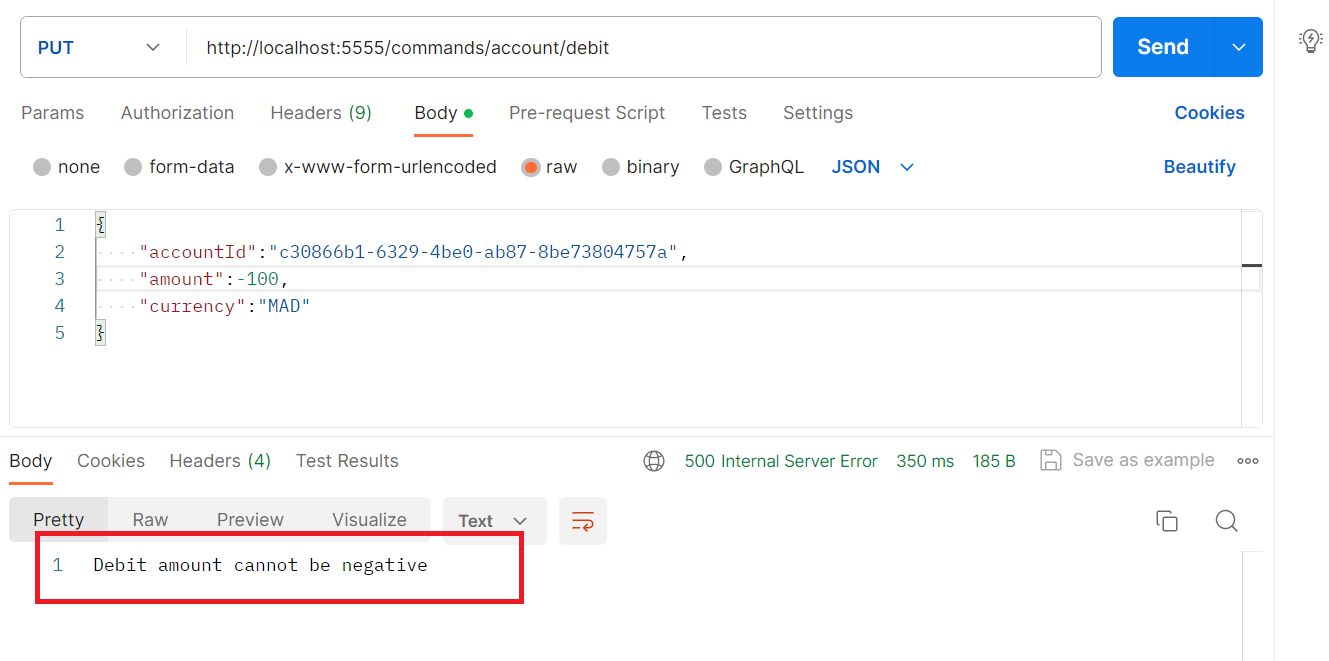 PUT http://localhost:5555/commands/account/debit Send
Params Authorization Headers (9) Body Pre-request Script Tests Settings Cookies
none form-data x-www-form-urlencoded raw binary GraphQL JSON Beautify
1 {
2 "accountId":"c30866b1-6329-4be0-ab87-8be73804757a",
3 "amount":-100,
4 "currency":"MAD"
5 }
Body Cookies Headers (4) Test Results 500 Internal Server Error 350 ms 185 B Save as example
Pretty Raw Preview Visualize Text
1 Debit amount cannot be negative